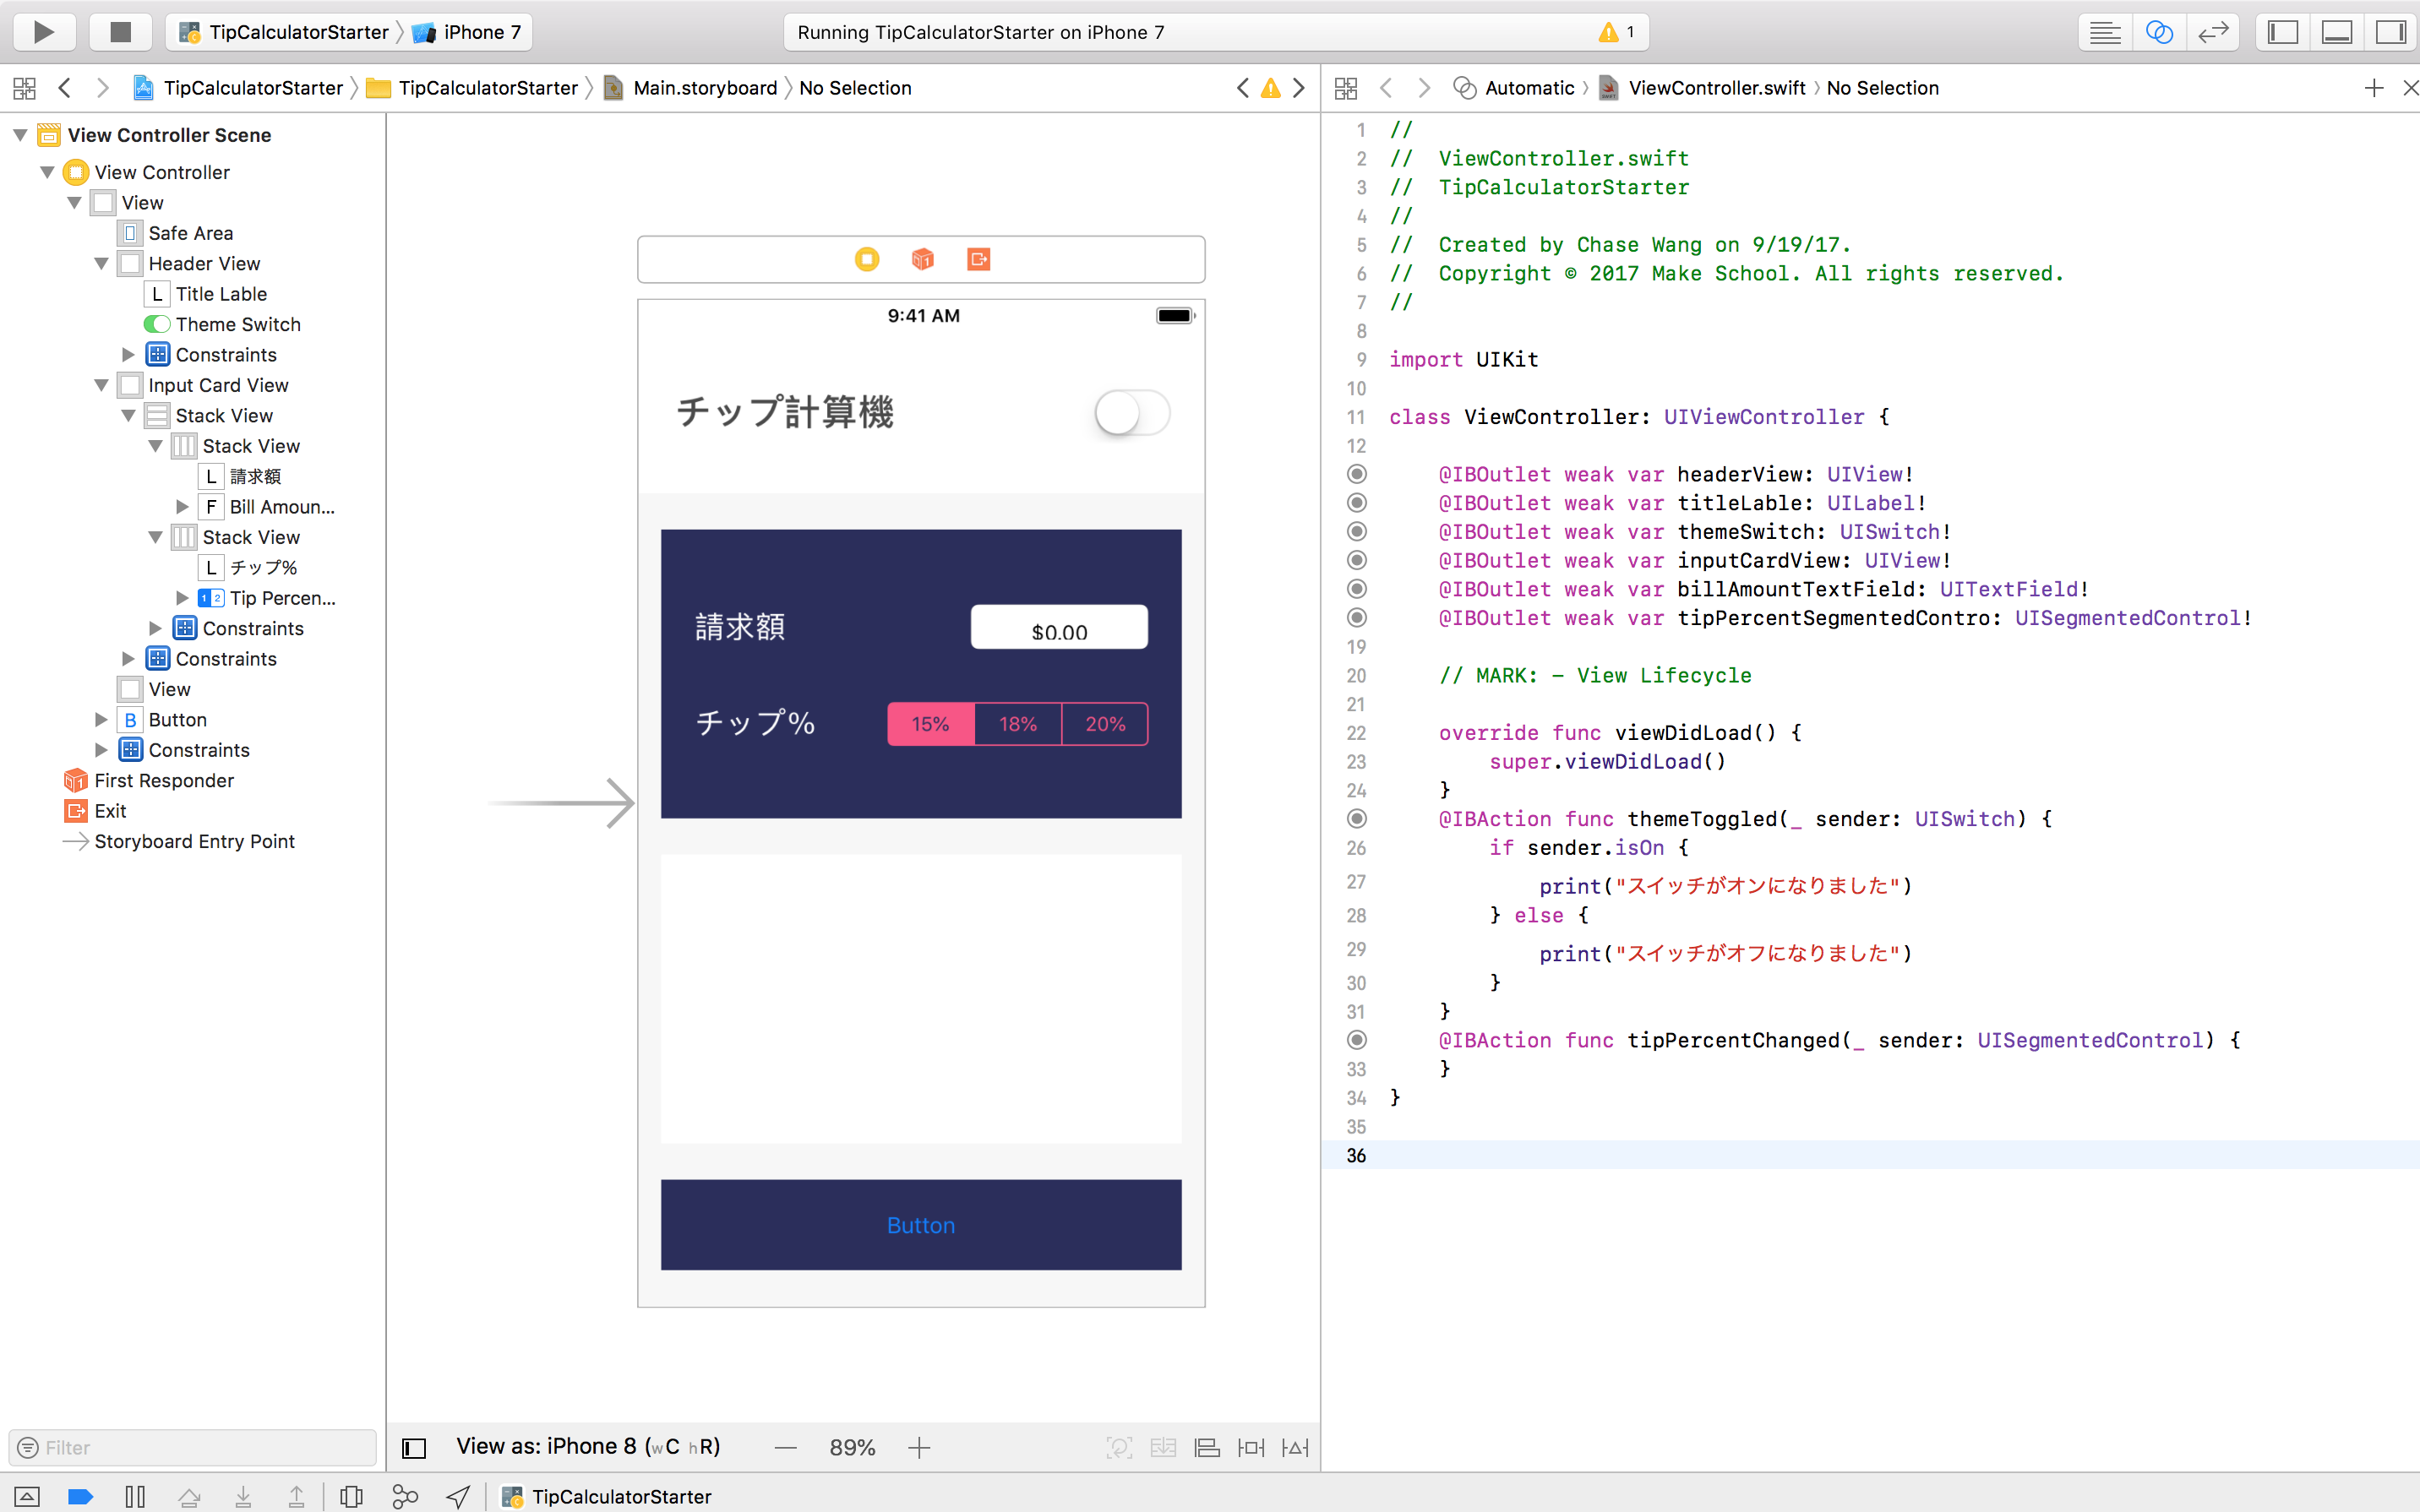 TipCalculatorStarter 〉 iPhone 7
Running TipCalculatorStarter on iPhone 7
1
TipCalculatorStarter 〉 TipCalculatorStarter 〉 Main.storyboard 〉 No Selection
Automatic 〉 ViewController.swift 〉 No Selection
View Controller Scene
View Controller
View
Safe Area
Header View
L Title Lable
Theme Switch
Constraints
Input Card View
Stack View
Stack View
L 請求額
F Bill Amoun...
Stack View
L チップ%
1 2 Tip Percen...
Constraints
Constraints
View
B Button
Constraints
First Responder
Exit
Storyboard Entry Point
Filter
9:41 AM
チップ計算機
請求額
$0.00
チップ%
15% 18% 20%
Button
View as: iPhone 8 (wC hR)
89%
1 //
2 //  ViewController.swift
3 //  TipCalculatorStarter
4 //
5 //  Created by Chase Wang on 9/19/17.
6 //  Copyright © 2017 Make School. All rights reserved.
7 //
8
9 import UIKit
10
11 class ViewController: UIViewController {
12
@IBOutlet weak var headerView: UIView!
@IBOutlet weak var titleLable: UILabel!
@IBOutlet weak var themeSwitch: UISwitch!
@IBOutlet weak var inputCardView: UIView!
@IBOutlet weak var billAmountTextField: UITextField!
@IBOutlet weak var tipPercentSegmentedContro: UISegmentedControl!
19
20 // MARK: - View Lifecycle
21
22 override func viewDidLoad() {
23 super.viewDidLoad()
24 }
@IBAction func themeToggled(_ sender: UISwitch) {
26 if sender.isOn {
27 print("スイッチがオンになりました")
28 } else {
29 print("スイッチがオフになりました")
30 }
31 }
@IBAction func tipPercentChanged(_ sender: UISegmentedControl) {
33 }
34 }
35
36
TipCalculatorStarter